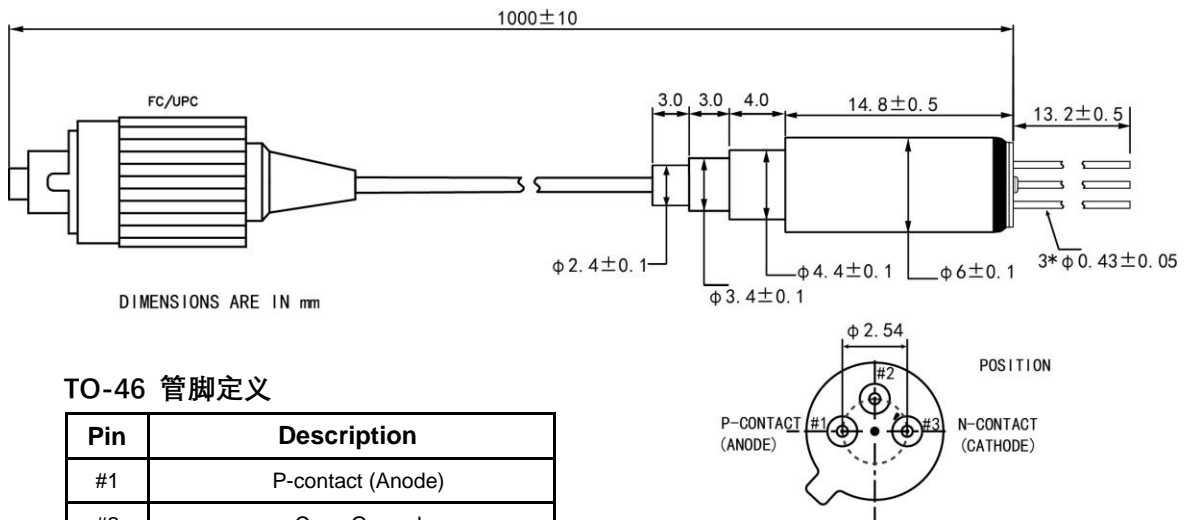 1000±10
FC/UPC
3.0 3.0 4.0 14.8±0.5 13.2±0.5
φ2.4±0.1 φ3.4±0.1 φ4.4±0.1 φ6±0.1 3*φ0.43±0.05
DIMENSIONS ARE IN mm
φ2.54
POSITION
#2
P-CONTACT #1 #3 N-CONTACT
(ANODE) (CATHODE)
TO-46 管脚定义
Pin Description
#1 P-contact (Anode)